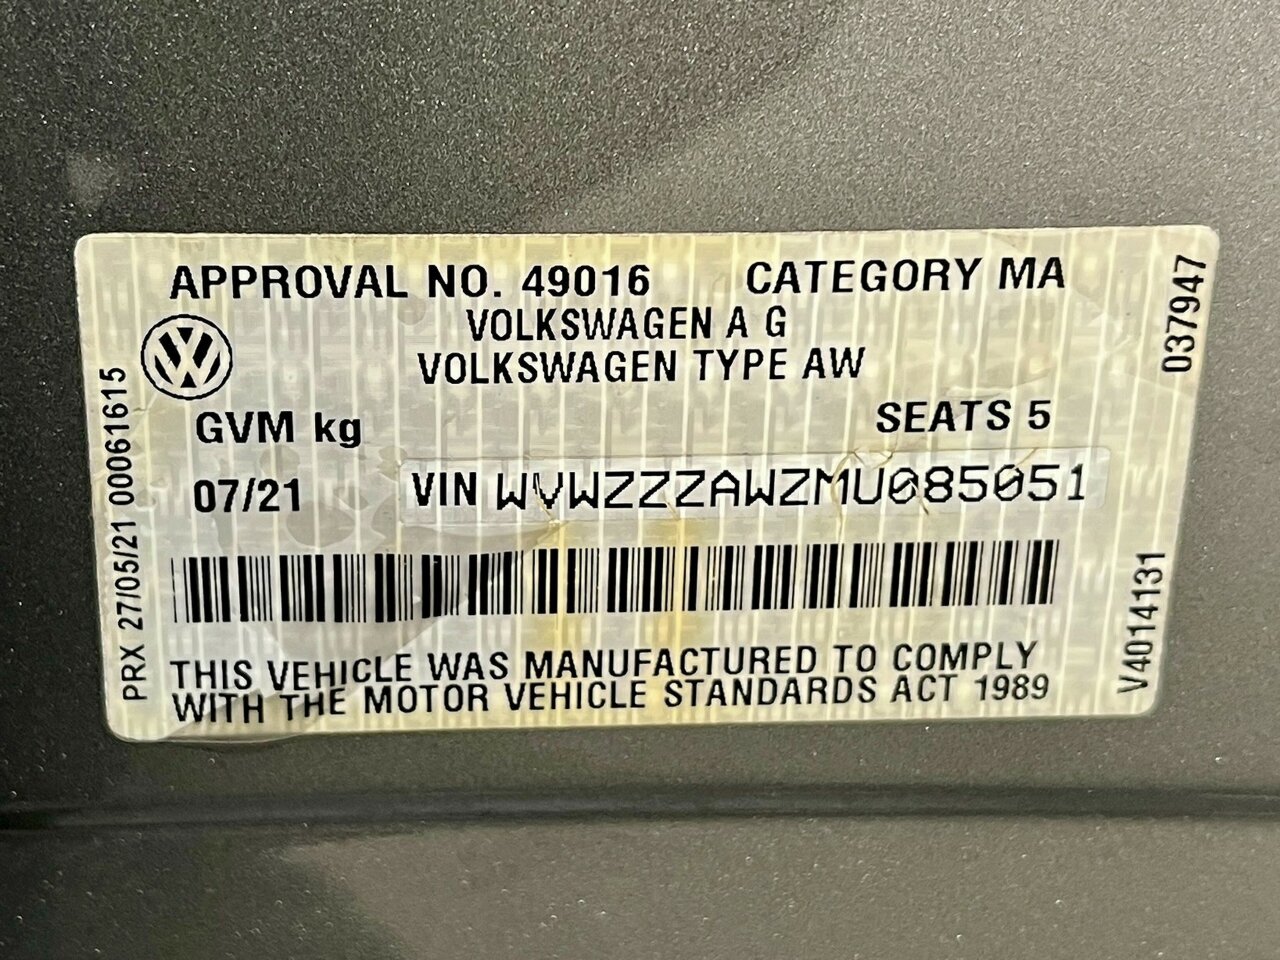 APPROVAL NO. 49016 CATEGORY MA
VOLKSWAGEN A G
VOLKSWAGEN TYPE AW
GVM kg SEATS 5
07/21 VIN WVWZZZAWZMU085051
THIS VEHICLE WAS MANUFACTURED TO COMPLY
WITH THE MOTOR VEHICLE STANDARDS ACT 1989
PRX 27/05/21 00061615
037947
V4014131